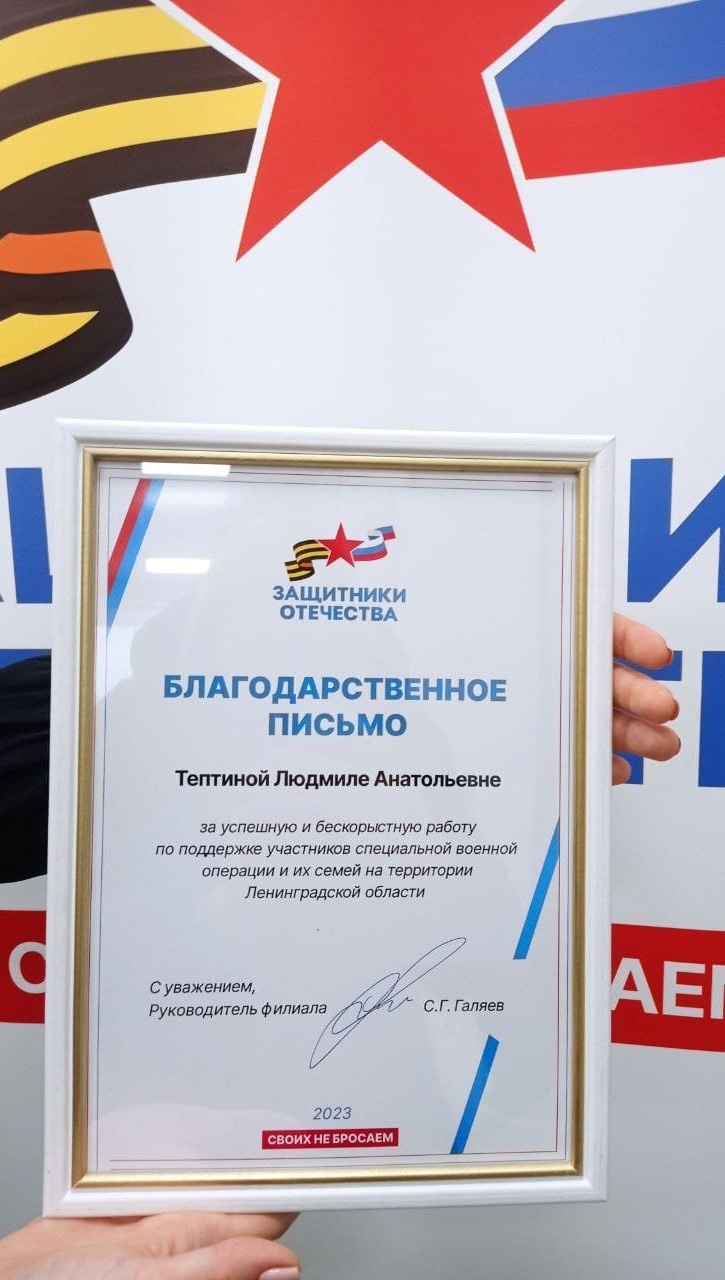 ЗАЩИТНИКИ
ОТЕЧЕСТВА
БЛАГОДАРСТВЕННОЕ
ПИСЬМО
Тептиной Людмиле Анатольевне
за успешную и бескорыстную работу
по поддержке участников специальной военной
операции и их семей на территории
Ленинградской области
С уважением,
Руководитель филиала С.Г. Галяев
2023
СВОИХ НЕ БРОСАЕМ